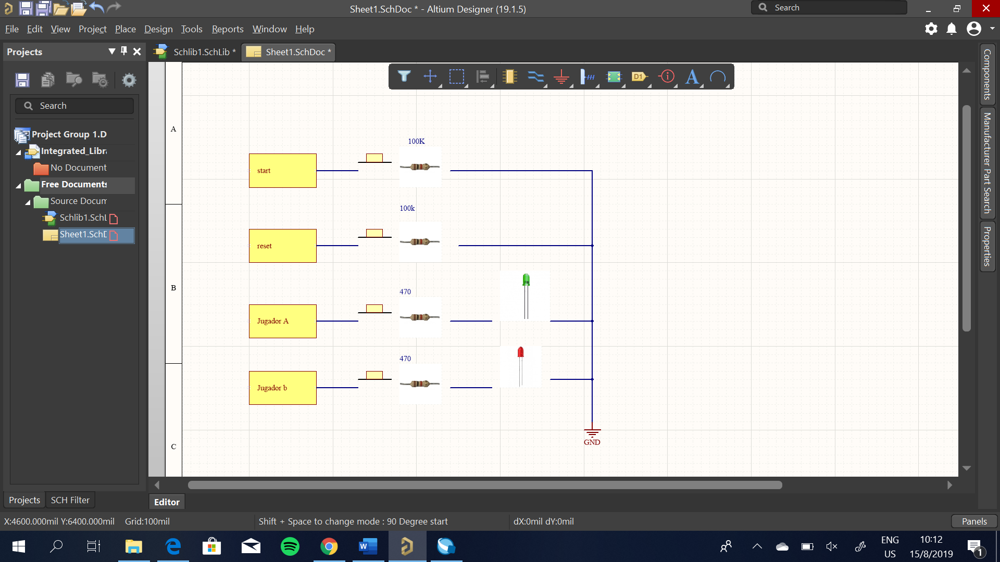 Sheet1.SchDoc * - Altium Designer (19.1.5)
Search
File Edit View Project Place Design Tools Reports Window Help
Projects
Schlib1.SchLib *
Sheet1.SchDoc *
Search
Project Group 1.D
Integrated_Libr
No Document
Free Documents
Source Docum
Schlib1.SchL
Sheet1.SchD
D1
A
A
B
C
100K
start
100k
reset
470
Jugador A
470
Jugador b
GND
Components
Manufacturer Part Search
Properties
Projects
SCH Filter
Editor
X:4600.000mil Y:6400.000mil Grid:100mil
Shift + Space to change mode : 90 Degree start
dX:0mil dY:0mil
Panels
W
ENG
US
10:12
15/8/2019
1